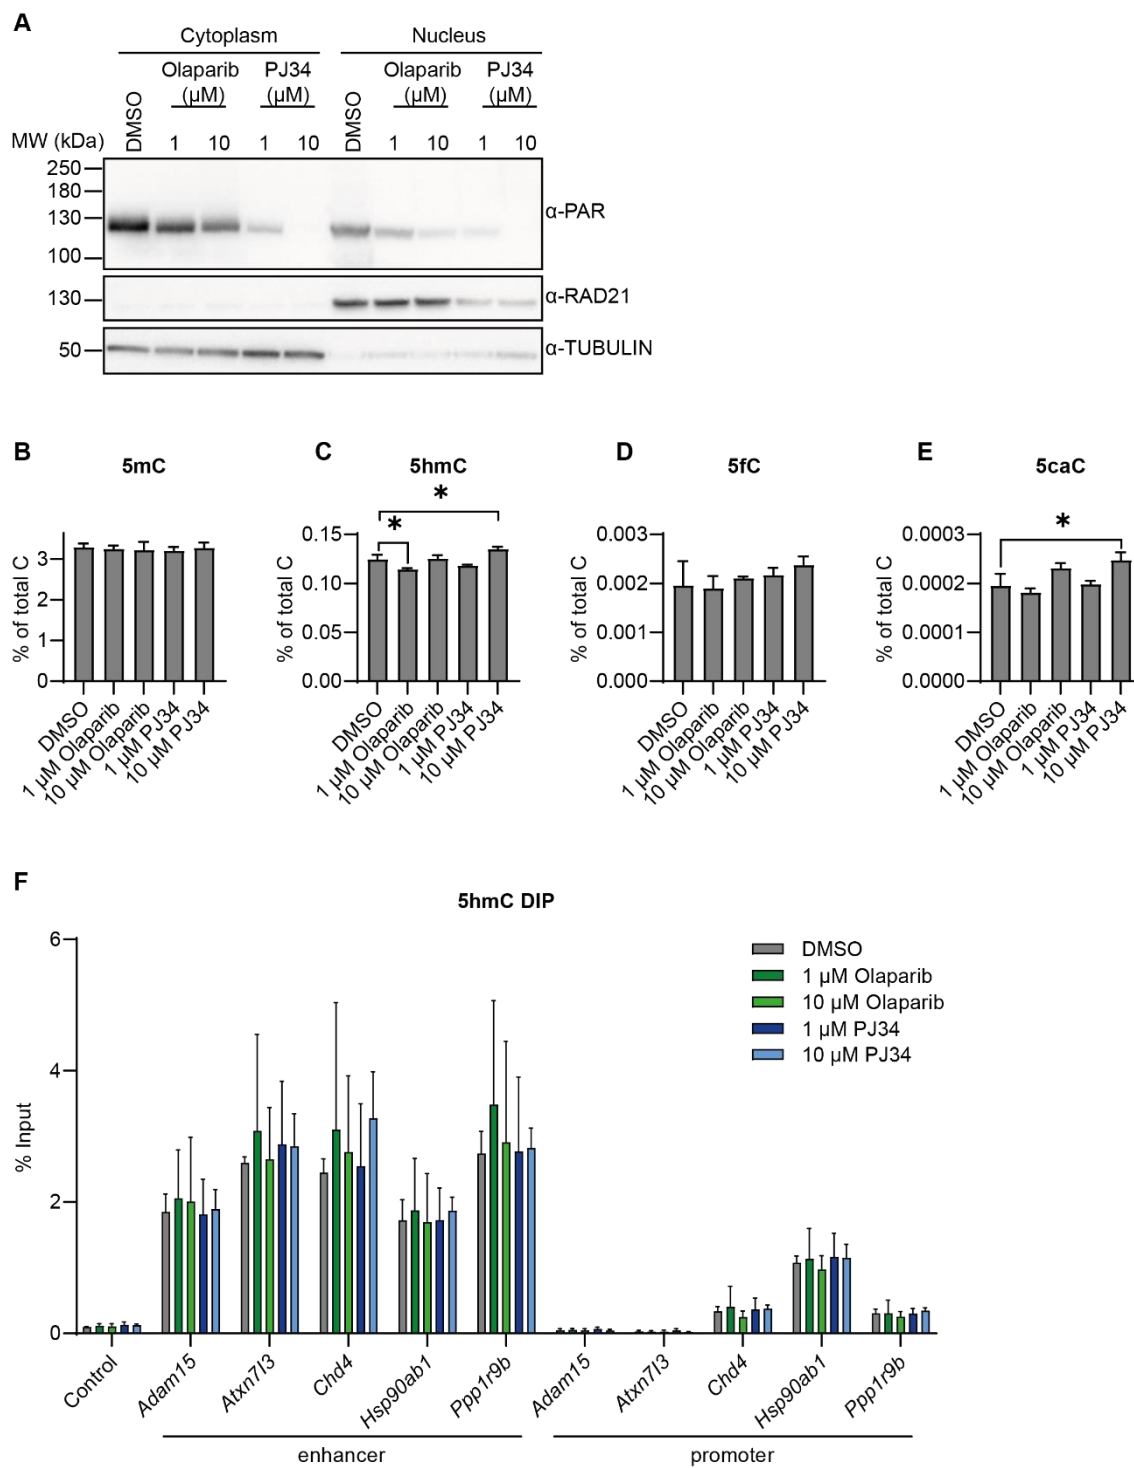 A
Cytoplasm Nucleus
Olaparib PJ34 Olaparib PJ34
(µM) (µM) (µM) (µM)
DMSO DMSO
MW (kDa) 1 10 1 10 1 10 1 10
250
180
130
α-PAR
100
130 α-RAD21
50 α-TUBULIN
B C D E
5mC 5hmC 5fC 5caC
* * *
% of total C
3
2
1
0
DMSO
1 µM Olaparib
10 µM Olaparib
1 µM PJ34
10 µM PJ34
% of total C
0.15
0.10
0.05
0.00
DMSO
1 µM Olaparib
10 µM Olaparib
1 µM PJ34
10 µM PJ34
% of total C
0.003
0.002
0.001
0.000
DMSO
1 µM Olaparib
10 µM Olaparib
1 µM PJ34
10 µM PJ34
% of total C
0.0003
0.0002
0.0001
0.0000
DMSO
1 µM Olaparib
10 µM Olaparib
1 µM PJ34
10 µM PJ34
F
5hmC DIP
% Input
6
4
2
0
DMSO
1 µM Olaparib
10 µM Olaparib
1 µM PJ34
10 µM PJ34
Control Adam15 Atxn7l3 Chd4 Hsp90ab1 Ppp1r9b Adam15 Atxn7l3 Chd4 Hsp90ab1 Ppp1r9b
enhancer promoter